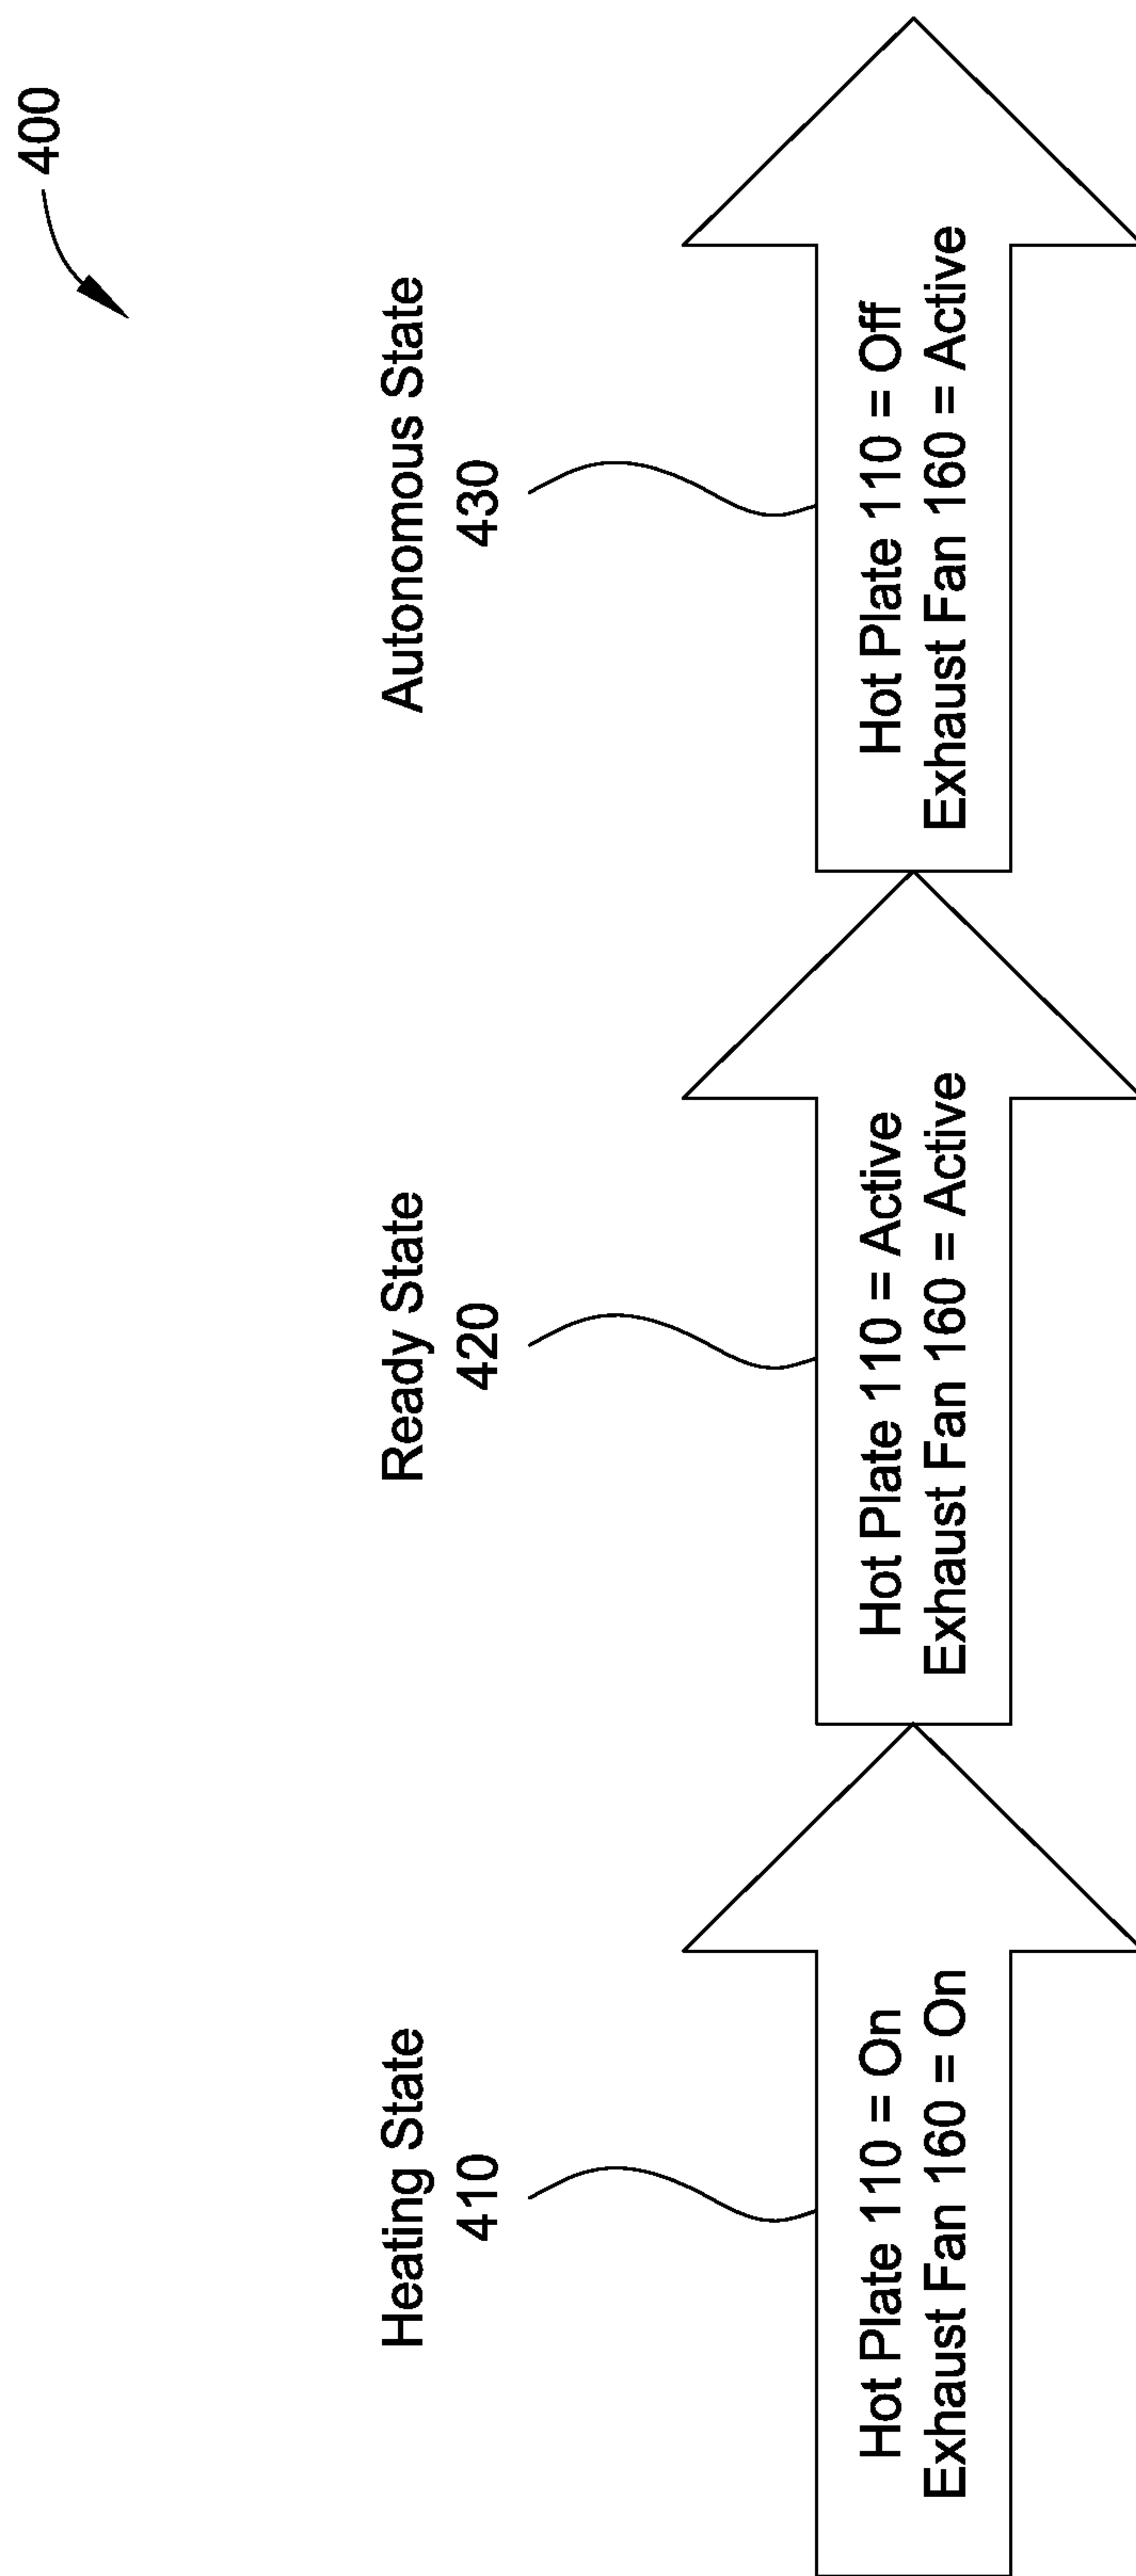 400
Heating State
410
Hot Plate 110 = On
Exhaust Fan 160 = On
Ready State
420
Hot Plate 110 = Active
Exhaust Fan 160 = Active
Autonomous State
430
Hot Plate 110 = Off
Exhaust Fan 160 = Active